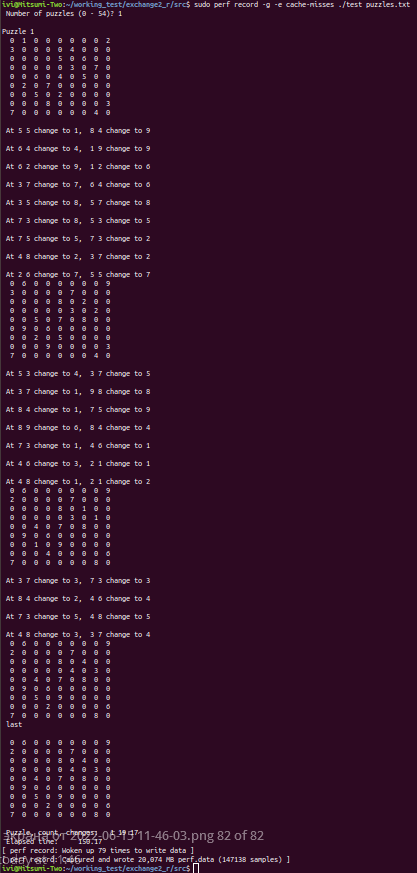 ivi@Mitsumi-Two:~/working_test/exchange2_r/src$ sudo perf record -g -e cache-misses ./test puzzles.txt
Number of puzzles (0 - 54)? 1
Puzzle 1
0 1 0 0 0 0 0 0 2
3 0 0 0 0 4 0 0 0
0 0 0 0 5 0 6 0 0
0 0 0 0 0 3 0 7 0
0 0 6 0 4 0 5 0 0
0 2 0 7 0 0 0 0 0
0 0 5 0 2 0 0 0 0
0 0 0 8 0 0 0 0 3
7 0 0 0 0 0 0 4 0
At 5 5 change to 1, 8 4 change to 9
At 6 4 change to 4, 1 9 change to 9
At 6 2 change to 9, 1 2 change to 6
At 3 7 change to 2, 6 4 change to 6
At 3 5 change to 8, 5 7 change to 8
At 7 3 change to 8, 5 3 change to 5
At 7 5 change to 5, 7 3 change to 2
At 4 8 change to 2, 3 7 change to 2
At 2 6 change to 7, 5 5 change to 7
0 6 0 0 0 0 0 0 9
3 0 0 0 0 7 0 0 0
0 0 0 0 8 0 2 0 0
0 0 0 0 0 3 0 2 0
0 0 5 0 7 0 8 0 0
0 9 0 6 0 0 0 0 0
0 0 2 0 5 0 0 0 0
0 0 0 9 0 0 0 0 3
7 0 0 0 0 0 0 4 0
At 5 3 change to 4, 3 7 change to 5
At 3 7 change to 1, 9 8 change to 8
At 8 4 change to 1, 7 5 change to 9
At 8 9 change to 6, 8 4 change to 4
At 7 3 change to 1, 4 6 change to 1
At 4 6 change to 3, 2 1 change to 1
At 4 8 change to 1, 2 1 change to 2
0 6 0 0 0 0 0 0 9
2 0 0 0 0 7 0 0 0
0 0 0 0 8 0 1 0 0
0 0 0 0 0 3 0 1 0
0 0 4 0 7 0 8 0 0
0 9 0 6 0 0 0 0 0
0 0 1 0 9 0 0 0 0
0 0 0 4 0 0 0 0 6
7 0 0 0 0 0 0 8 0
At 3 7 change to 3, 7 3 change to 3
At 8 4 change to 2, 4 6 change to 4
At 7 3 change to 5, 4 8 change to 5
At 4 8 change to 3, 3 7 change to 4
0 6 0 0 0 0 0 0 9
2 0 0 0 0 7 0 0 0
0 0 0 0 8 0 4 0 0
0 0 0 0 0 4 0 3 0
0 0 4 0 7 0 8 0 0
0 9 0 6 0 0 0 0 0
0 0 5 0 9 0 0 0 0
0 0 0 2 0 0 0 0 6
7 0 0 0 0 0 0 8 0
last
0 6 0 0 0 0 0 0 9
2 0 0 0 0 7 0 0 0
0 0 0 0 8 0 4 0 0
0 0 0 0 0 4 0 3 0
0 0 4 0 7 0 8 0 0
0 9 0 6 0 0 0 0 0
0 0 5 0 9 0 0 0 0
0 0 0 2 0 0 0 0 6
7 0 0 0 0 0 0 8 0
Puzzle, count, changes:
11-46-03.png 82 of 82
Elapsed time: 150.17
[ perf record: Woken up 79 times to write data ]
[ perf record: Captured and wrote 20,074 MB perf.data (147138 samples) ]
ivi@Mitsumi-Two:~/working_test/exchange2_r/src$